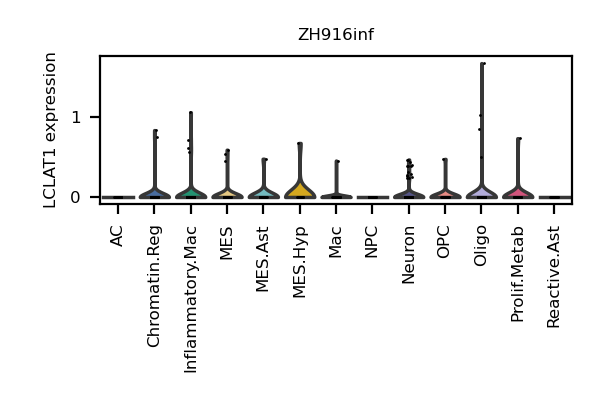 ZH916inf
LCLAT1 expression
1
0
AC
Chromatin.Reg
Inflammatory.Mac
MES
MES.Ast
MES.Hyp
Mac
NPC
Neuron
OPC
Oligo
Prolif.Metab
Reactive.Ast